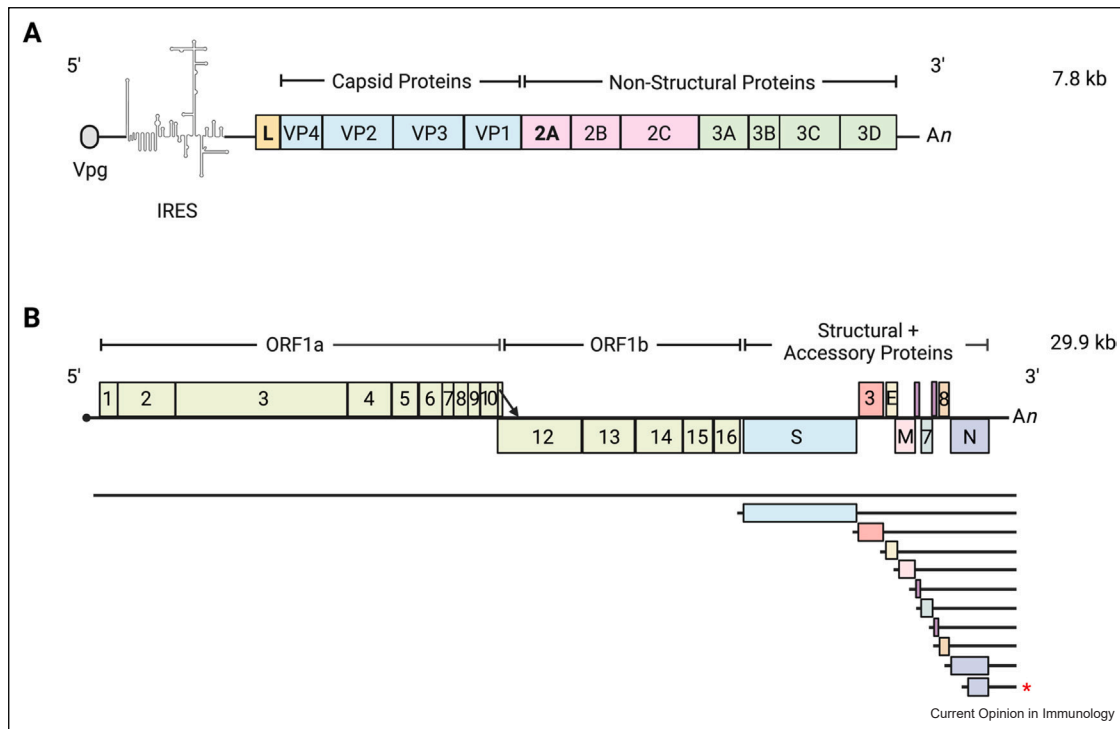 A
5'
Capsid Proteins
Non-Structural Proteins
3'
7.8 kb
L VP4 VP2 VP3 VP1 2A 2B 2C 3A 3B 3C 3D
An
Vpg
IRES
B
ORF1a
ORF1b
Structural +
Accessory Proteins
29.9 kb
5'
3'
1 2 3 4 5 6 7 8 9 10 3 E 8
An
12 13 14 15 16 S M 7 N
*
Current Opinion in Immunology